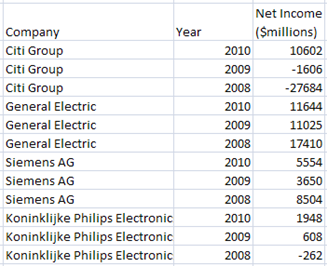 Net Income
Company Year ($millions)
Citi Group 2010 10602
Citi Group 2009 -1606
Citi Group 2008 -27684
General Electric 2010 11644
General Electric 2009 11025
General Electric 2008 17410
Siemens AG 2010 5554
Siemens AG 2009 3650
Siemens AG 2008 8504
Koninklijke Philips Electronic 2010 1948
Koninklijke Philips Electronic 2009 608
Koninklijke Philips Electronic 2008 -262